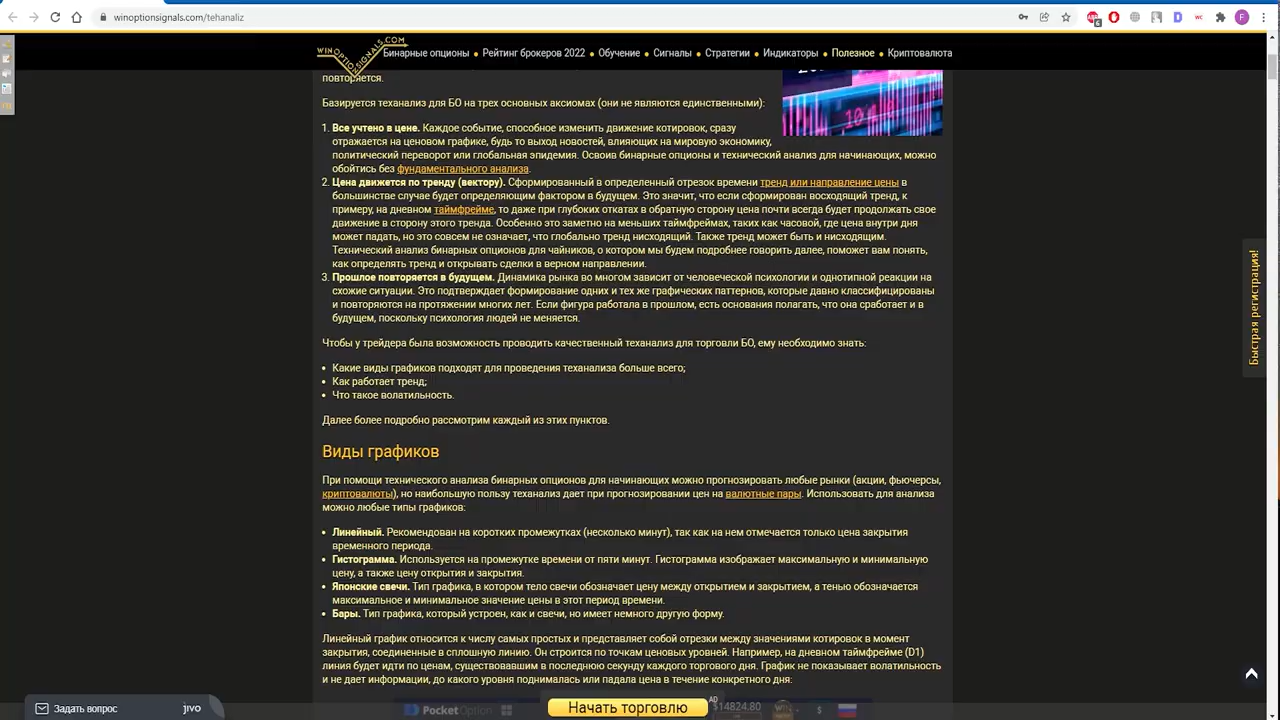 winoptionsignals.com/tehanaliz
WINOPTIONSIGNALS.COM
Бинарные опционы • Рейтинг брокеров 2022 • Обучение • Сигналы • Стратегии • Индикаторы • Полезное • Криптовалюта
повторяется.
Базируется теханализ для БО на трех основных аксиомах (они не являются единственными):
1. Все учтено в цене. Каждое событие, способное изменить движение котировок, сразу
отражается на ценовом графике, будь то выход новостей, влияющих на мировую экономику,
политический переворот или глобальная эпидемия. Освоив бинарные опционы и технический анализ для начинающих, можно
обойтись без фундаментального анализа.
2. Цена движется по тренду (вектору). Сформированный в определенный отрезок времени тренд или направление цены в
большинстве случае будет определяющим фактором в будущем. Это значит, что если сформирован восходящий тренд, к
примеру, на дневном таймфрейме, то даже при глубоких откатах в обратную сторону цена почти всегда будет продолжать свое
движение в сторону этого тренда. Особенно это заметно на меньших таймфреймах, таких как часовой, где цена внутри дня
может падать, но это совсем не означает, что глобально тренд нисходящий. Также тренд может быть и нисходящим.
Технический анализ бинарных опционов для чайников, о котором мы будем подробнее говорить далее, поможет вам понять,
как определять тренд и открывать сделки в верном направлении.
3. Прошлое повторяется в будущем. Динамика рынка во многом зависит от человеческой психологии и однотипной реакции на
схожие ситуации. Это подтверждает формирование одних и тех же графических паттернов, которые давно классифицированы
и повторяются на протяжении многих лет. Если фигура работала в прошлом, есть основания полагать, что она сработает и в
будущем, поскольку психология людей не меняется.
Чтобы у трейдера была возможность проводить качественный теханализ для торговли БО, ему необходимо знать:
• Какие виды графиков подходят для проведения теханализа больше всего;
• Как работает тренд;
• Что такое волатильность.
Далее более подробно рассмотрим каждый из этих пунктов.
Виды графиков
При помощи технического анализа бинарных опционов для начинающих можно прогнозировать любые рынки (акции, фьючерсы,
криптовалюты), но наибольшую пользу теханализ дает при прогнозировании цен на валютные пары. Использовать для анализа
можно любые типы графиков:
• Линейный. Рекомендован на коротких промежутках (несколько минут), так как на нем отмечается только цена закрытия
временного периода.
• Гистограмма. Используется на промежутке времени от пяти минут. Гистограмма изображает максимальную и минимальную
цену, а также цену открытия и закрытия.
• Японские свечи. Тип графика, в котором тело свечи обозначает цену между открытием и закрытием, а тенью обозначается
максимальное и минимальное значение цены в этот период времени.
• Бары. Тип графика, который устроен, как и свечи, но имеет немного другую форму.
Линейный график относится к числу самых простых и представляет собой отрезки между значениями котировок в момент
закрытия, соединенные в сплошную линию. Он строится по точкам ценовых уровней. Например, на дневном таймфрейме (D1)
линия будет идти по ценам, существовавшим в последнюю секунду каждого торгового дня. График не показывает волатильность
и не дает информации, до какого уровня поднималась или падала цена в течение конкретного дня:
Быстрая регистрация!
Задать вопрос jivo
PocketOption
Начать торговлю
AD
$14824.80
$